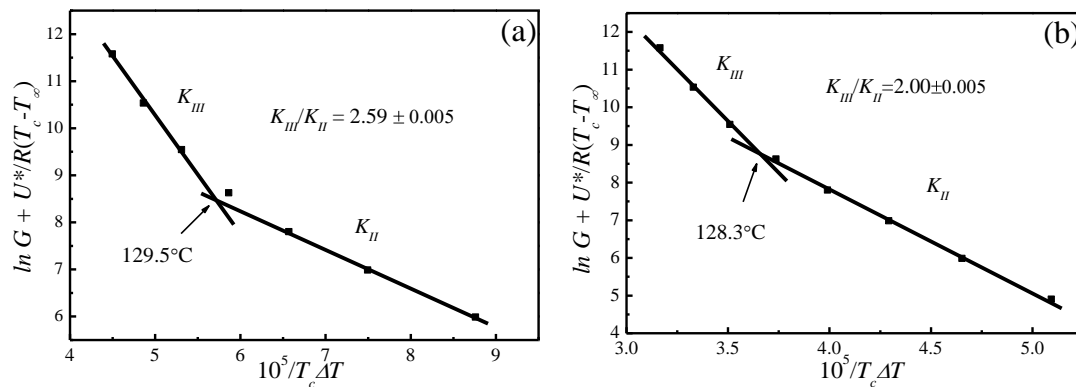 (a)
12
11
10
9
8
7
6
ln G + U*/R(T_c-T_∞)
K_III
K_III/K_II = 2.59 ± 0.005
129.5°C
K_II
4 5 6 7 8 9
10^5/T_cΔT
(b)
12
11
10
9
8
7
6
5
4
ln G + U*/R(T_c-T_∞)
K_III
K_III/K_II=2.00±0.005
K_II
128.3°C
3.0 3.5 4.0 4.5 5.0
10^5/T_cΔT